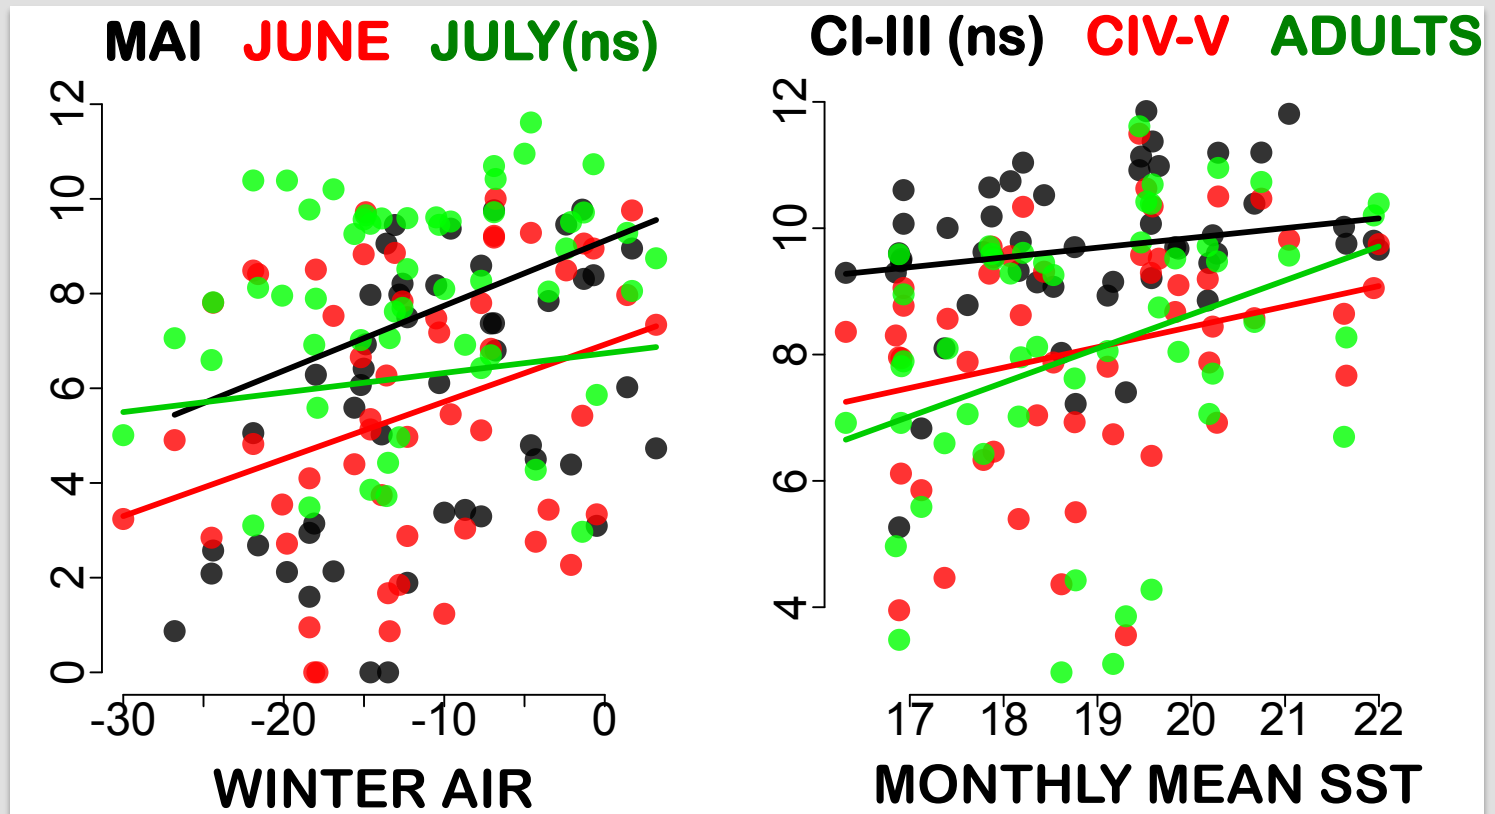 MAI JUNE JULY(ns)
12
10
8
6
4
2
0
-30 -20 -10 0
WINTER AIR
CI-III (ns) CIV-V ADULTS
12
10
8
6
4
17 18 19 20 21 22
MONTHLY MEAN SST